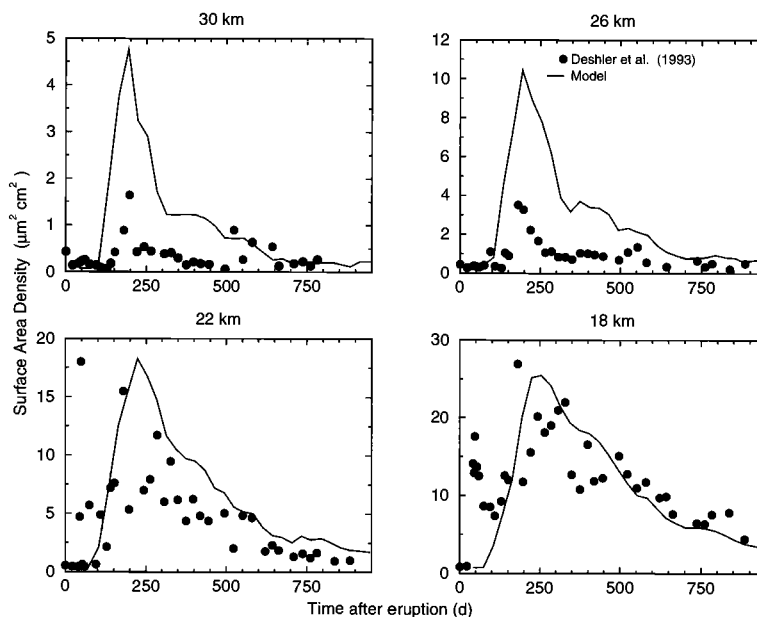 30 km
26 km
5
4
3
2
1
0
0 250 500 750
12
10
8
6
4
2
0
0 250 500 750
Deshler et al. (1993)
Model
Surface Area Density (μm² cm²)
22 km
18 km
20
15
10
5
0
0 250 500 750
30
20
10
0
0 250 500 750
Time after eruption (d)